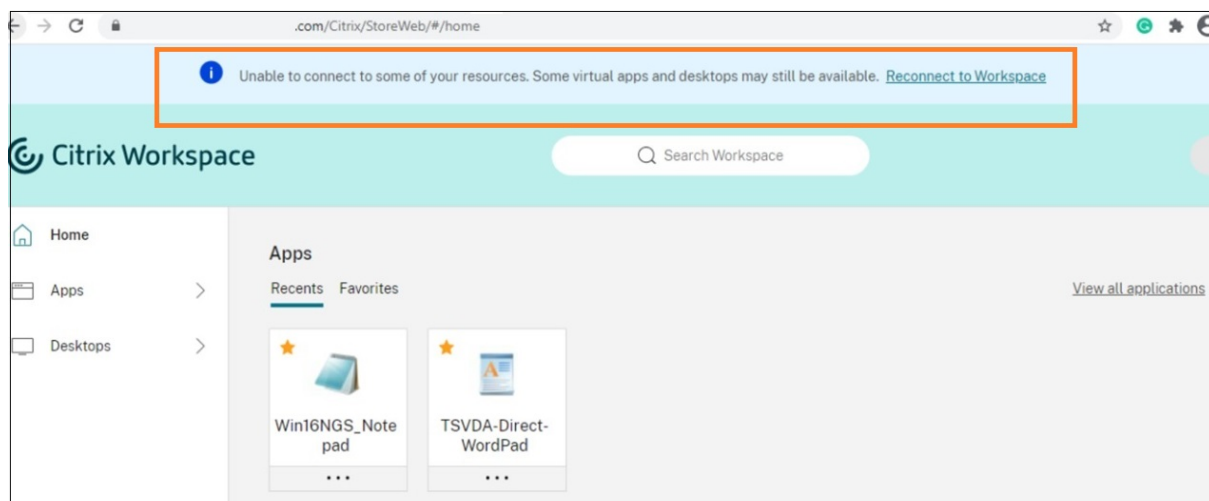 .com/Citrix/StoreWeb/#/home
Unable to connect to some of your resources. Some virtual apps and desktops may still be available. Reconnect to Workspace
Citrix Workspace
Search Workspace
Home
Apps
Desktops
Apps
Recents Favorites
View all applications
Win16NGS_Note
pad
TSVDA-Direct-
WordPad